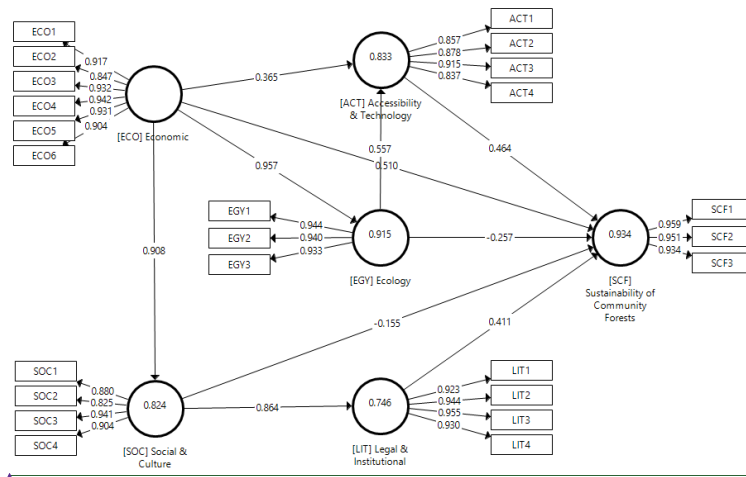 ECO1
ECO2
ECO3
ECO4
ECO5
ECO6
0.917
0.847
0.932
0.942
0.931
0.904
[ECO] Economic
0.365
0.833
[ACT] Accessibility
& Technology
0.857
0.878
0.915
0.837
ACT1
ACT2
ACT3
ACT4
0.557
0.510
0.464
0.957
0.908
EGY1
EGY2
EGY3
0.944
0.940
0.933
0.915
[EGY] Ecology
-0.257
0.934
[SCF]
Sustainability of
Community
Forests
0.959
0.951
0.934
SCF1
SCF2
SCF3
-0.155
0.411
SOC1
SOC2
SOC3
SOC4
0.880
0.825
0.941
0.904
0.824
[SOC] Social &
Culture
0.864
0.746
[LIT] Legal &
Institutional
0.923
0.944
0.955
0.930
LIT1
LIT2
LIT3
LIT4